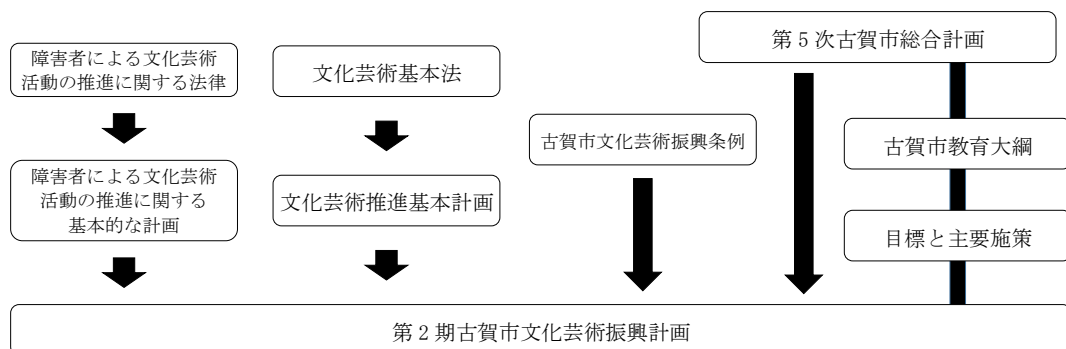 第５次古賀市総合計画
障害者による文化芸術
活動の推進に関する法律
文化芸術基本法
古賀市文化芸術振興条例
古賀市教育大綱
障害者による文化芸術
活動の推進に関する
基本的な計画
文化芸術推進基本計画
目標と主要施策
第２期古賀市文化芸術振興計画